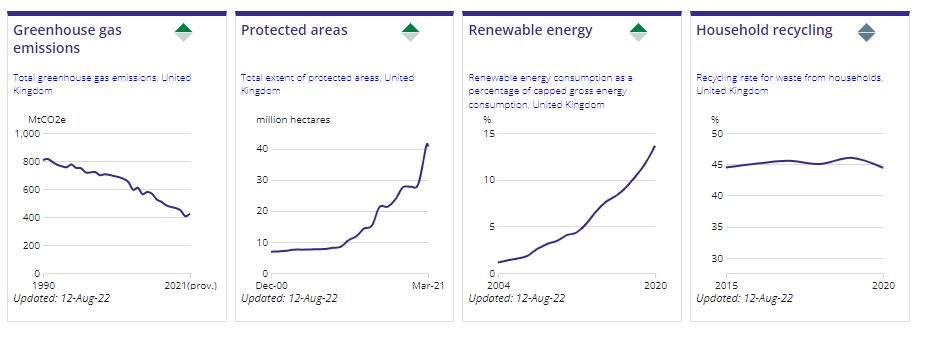 Greenhouse gas
emissions
Total greenhouse gas emissions, United
Kingdom
MtCO2e
1,000
800
600
400
200
0
1990
2021(prov.)
Updated: 12-Aug-22
Protected areas
Total extent of protected areas, United
Kingdom
million hectares
40
30
20
10
0
Dec-00
Mar-21
Updated: 12-Aug-22
Renewable energy
Renewable energy consumption as a
percentage of capped gross energy
consumption, United Kingdom
%
15
10
5
0
2004
2020
Updated: 12-Aug-22
Household recycling
Recycling rate for waste from households,
United Kingdom
%
50
45
40
35
30
2015
2020
Updated: 12-Aug-22